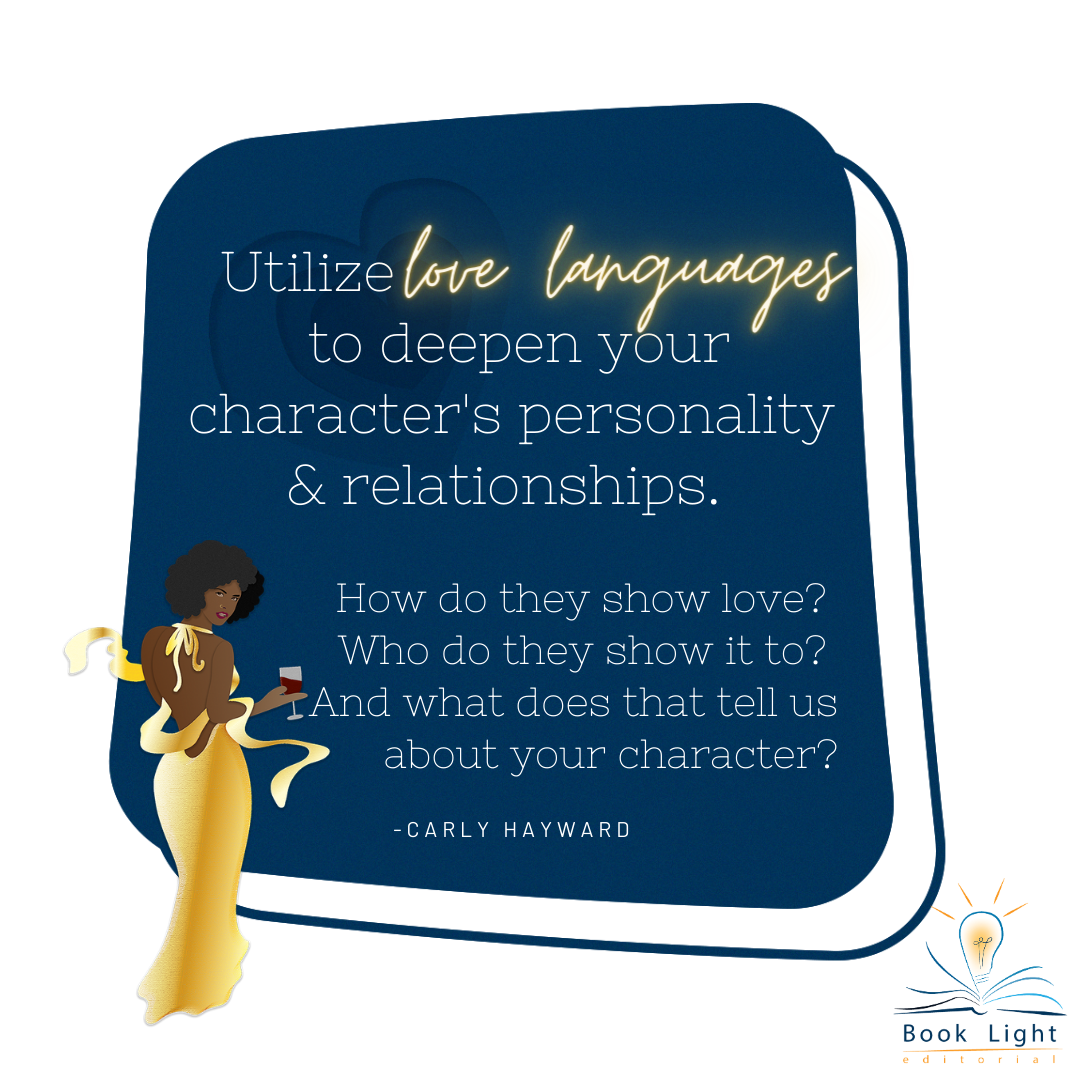 Utilize love languages
to deepen your
character's personality
& relationships.
How do they show love?
Who do they show it to?
And what does that tell us
about your character?
-CARLY HAYWARD
Book Light
editorial